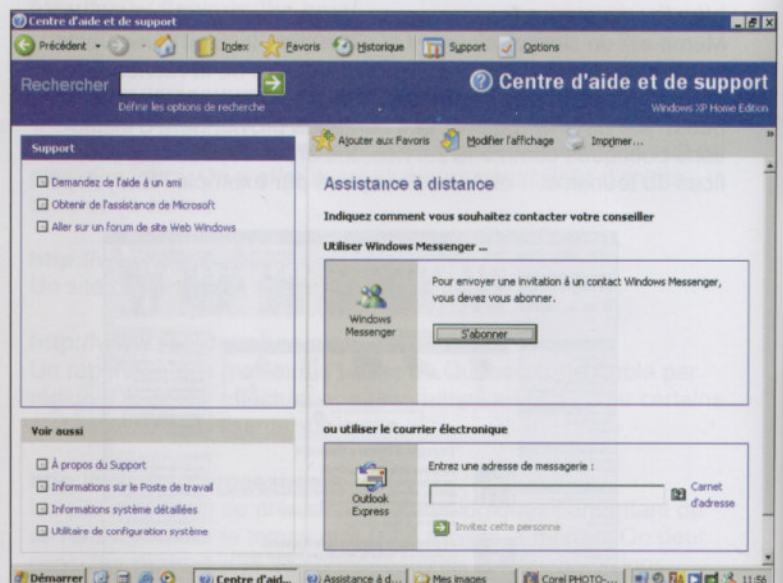 Centre d'aide et de support
Précédent
Index
Favoris
Historique
Support
Options
Rechercher
Définir les options de recherche
Centre d'aide et de support
Windows XP Home Edition
Support
Demandez de l'aide à un ami
Obtenir de l'assistance de Microsoft
Aller sur un forum de site Web Windows
Voir aussi
À propos du Support
Informations sur le Poste de travail
Informations système détaillées
Utilitaire de configuration système
Ajouter aux Favoris
Modifier l'affichage
Imprimer...
Assistance à distance
Indiquez comment vous souhaitez contacter votre conseiller
Utiliser Windows Messenger ...
Windows
Messenger
Pour envoyer une invitation à un contact Windows Messenger,
vous devez vous abonner.
S'abonner
ou utiliser le courrier électronique
Outlook
Express
Entrez une adresse de messagerie :
Carnet
d'adresse
Invitez cette personne
Démarrer
Centre d'aid...
Assistance à d...
Mes images
Corel PHOTO-...